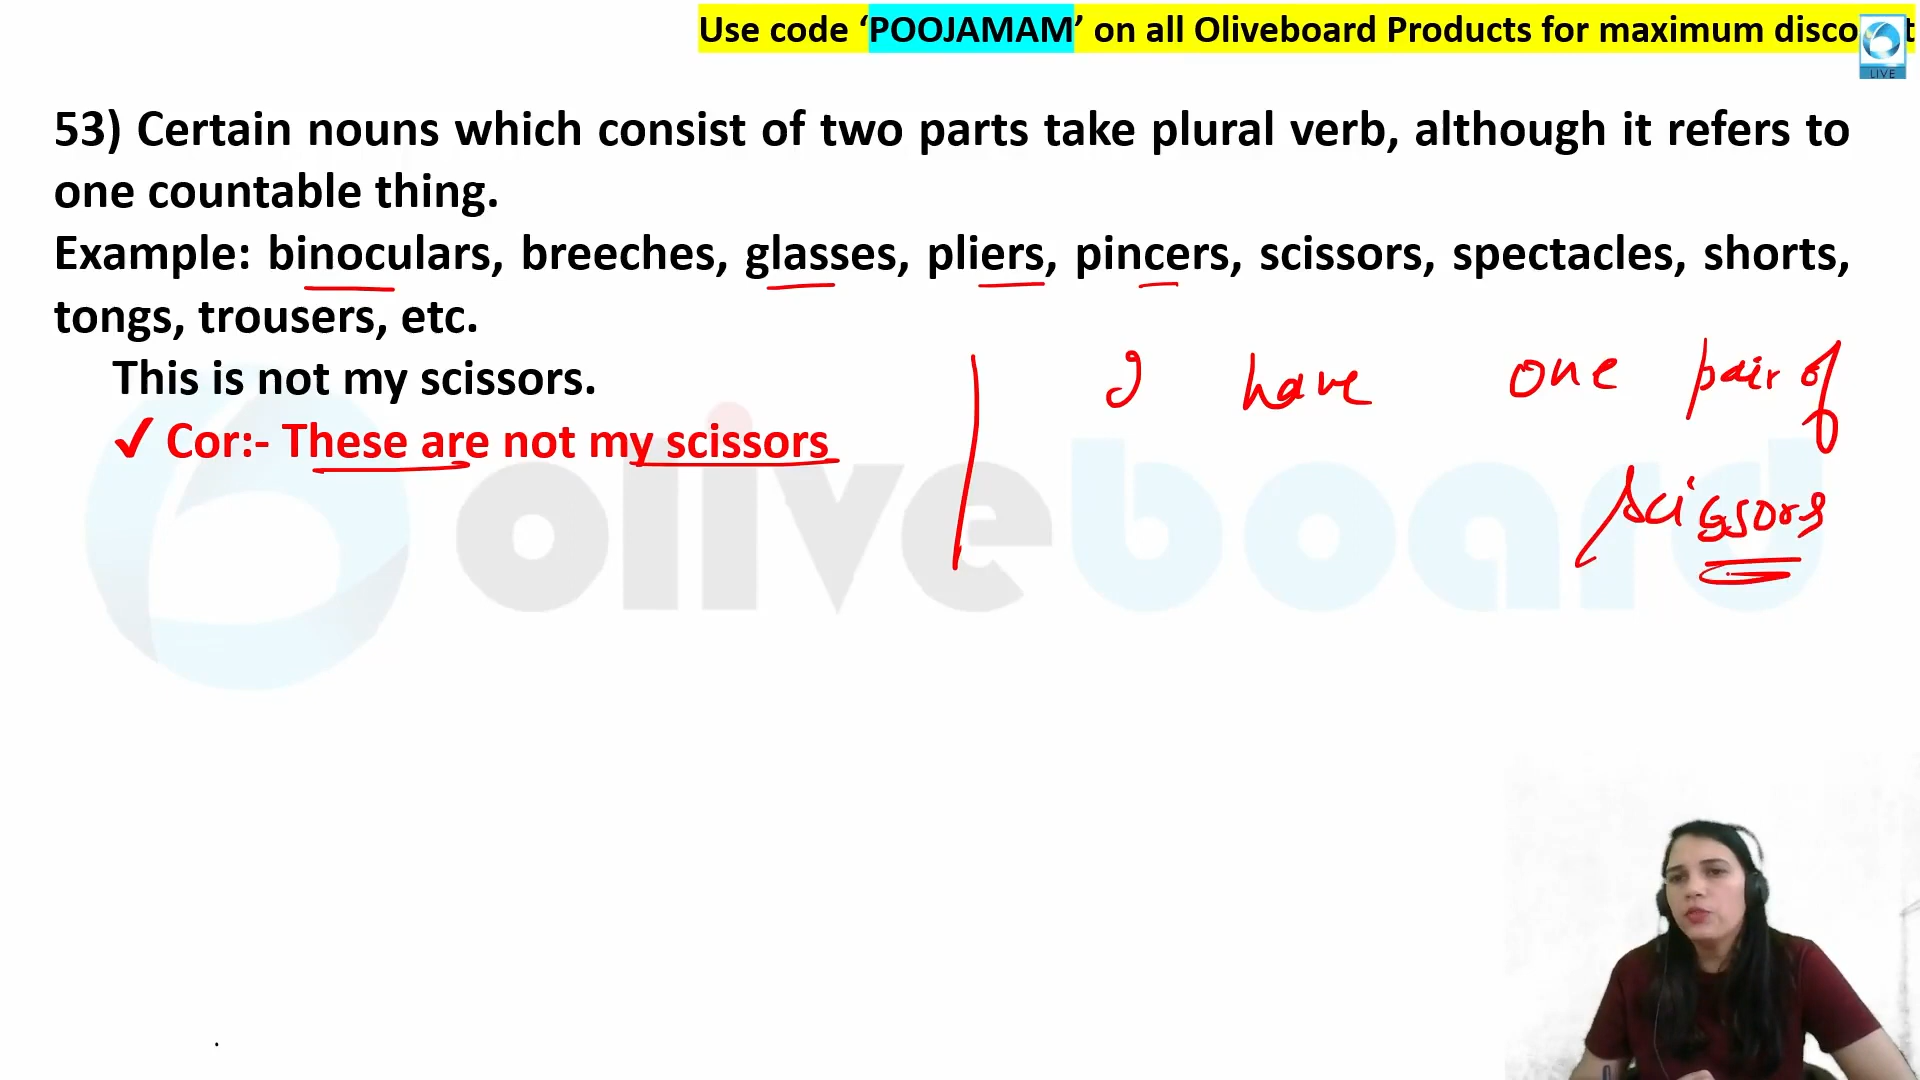 Use code ‘POOJAMAM’ on all Oliveboard Products for maximum disco t
LIVE
53) Certain nouns which consist of two parts take plural verb, although it refers to
one countable thing.
Example: binoculars, breeches, glasses, pliers, pincers, scissors, spectacles, shorts,
tongs, trousers, etc.
This is not my scissors.
✓ Cor:- These are not my scissors
I have one pair of
scissors
oliveboard